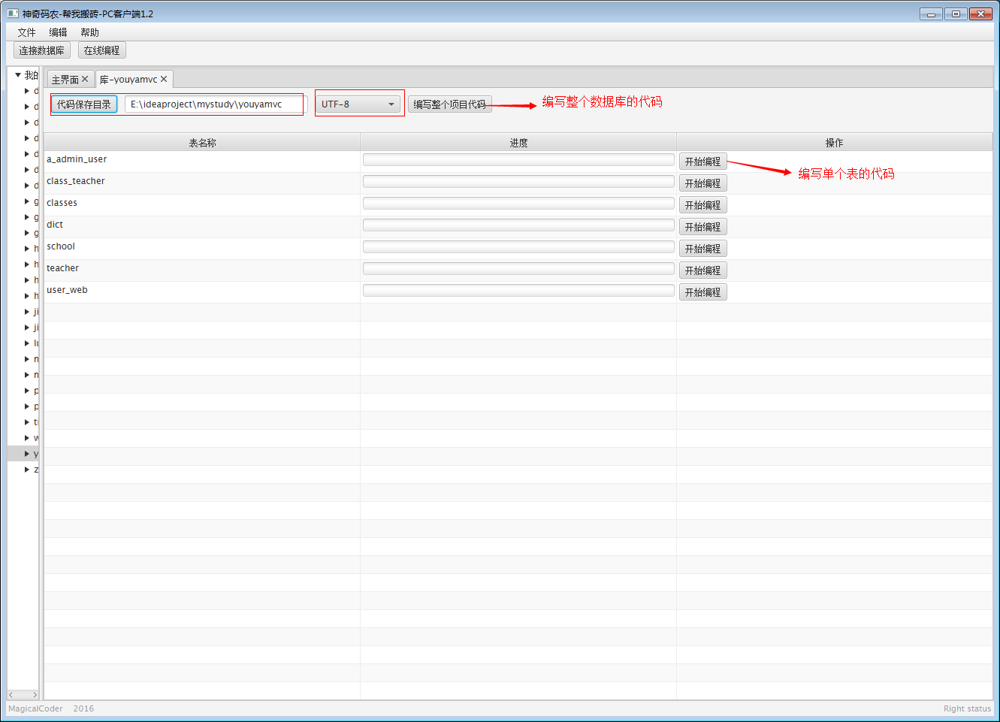 神奇码农-帮我搬砖-PC客户端1.2
文件 编辑 帮助
连接数据库 在线编程
我的
主界面 库-youyamvc
代码保存目录 E:\ideaproject\mystudy\youyamvc UTF-8 编写整个项目代码 编写整个数据库的代码
表名称 进度 操作
a_admin_user 开始编程 编写单个表的代码
class_teacher 开始编程
classes 开始编程
dict 开始编程
school 开始编程
teacher 开始编程
user_web 开始编程
d
d
d
d
d
d
d
g
g
g
h
h
h
h
ji
ji
lu
n
n
p
p
ti
w
y
z
MagicalCoder 2016 Right status